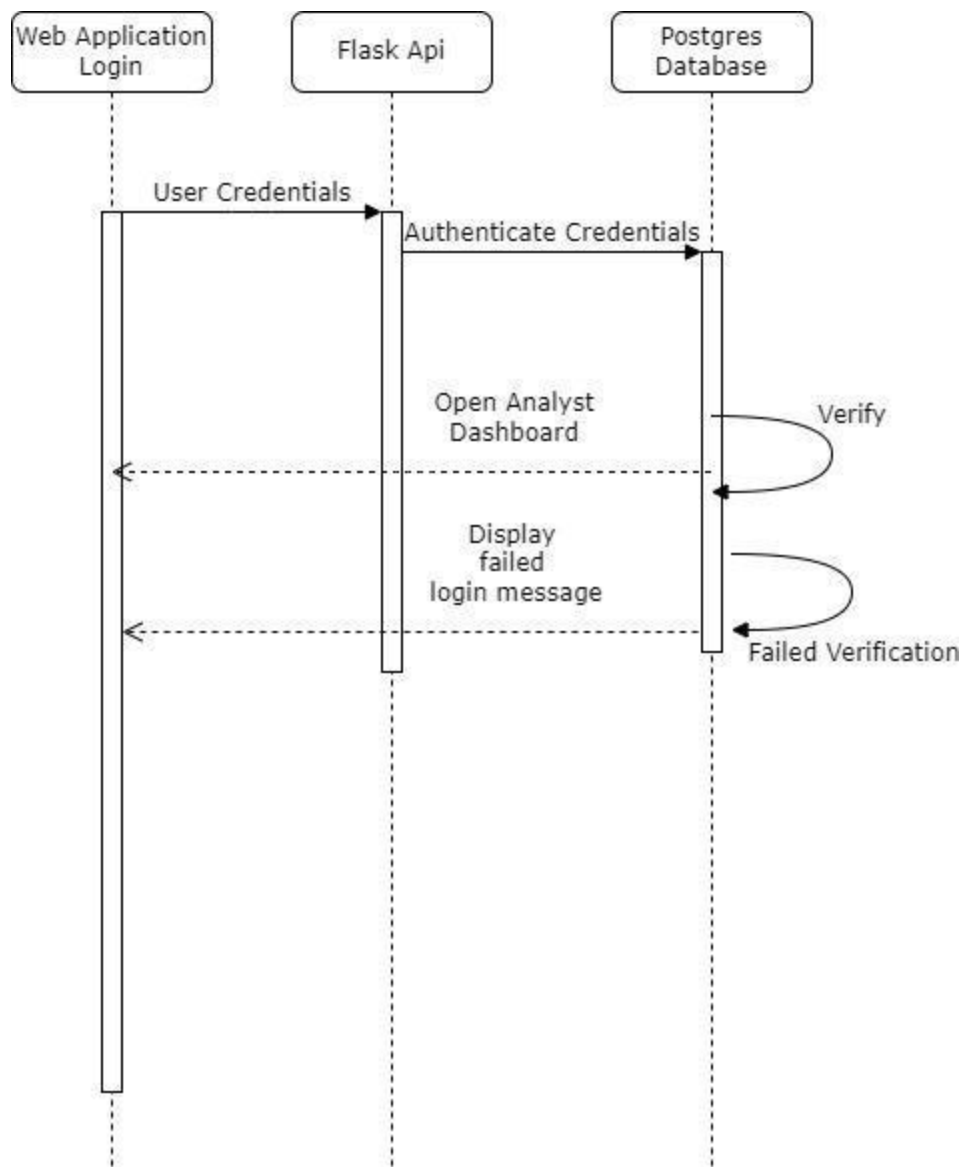 Web Application
Login
Flask Api
Postgres
Database
User Credentials
Authenticate Credentials
Open Analyst
Dashboard
Verify
Display
failed
login message
Failed Verification